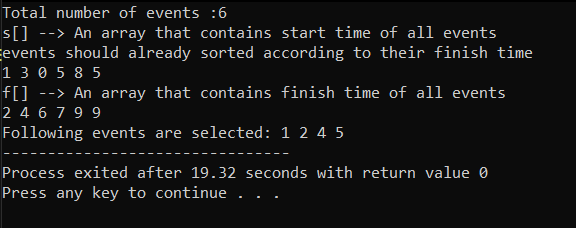 Total number of events :6
s[] --> An array that contains start time of all events
events should already sorted according to their finish time
1 3 0 5 8 5
f[] --> An array that contains finish time of all events
2 4 6 7 9 9
Following events are selected: 1 2 4 5
--------------------------------
Process exited after 19.32 seconds with return value 0
Press any key to continue . . .